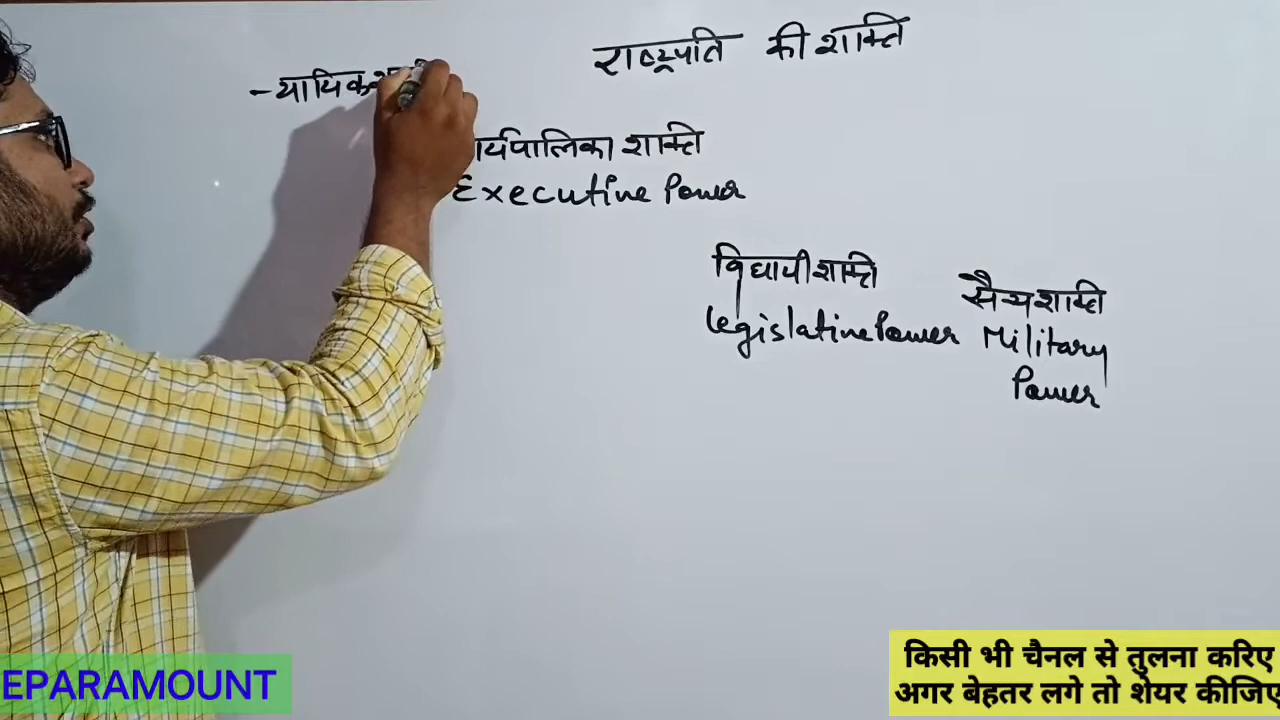 राष्ट्रपति की शक्ति
न्यायिक
र्यपालिका शक्ति
Executive Power
विधायी शक्ति
Legislative Power
सैन्य शक्ति
Military
Power
EPARAMOUNT
किसी भी चैनल से तुलना करिए
अगर बेहतर लगे तो शेयर कीजिए